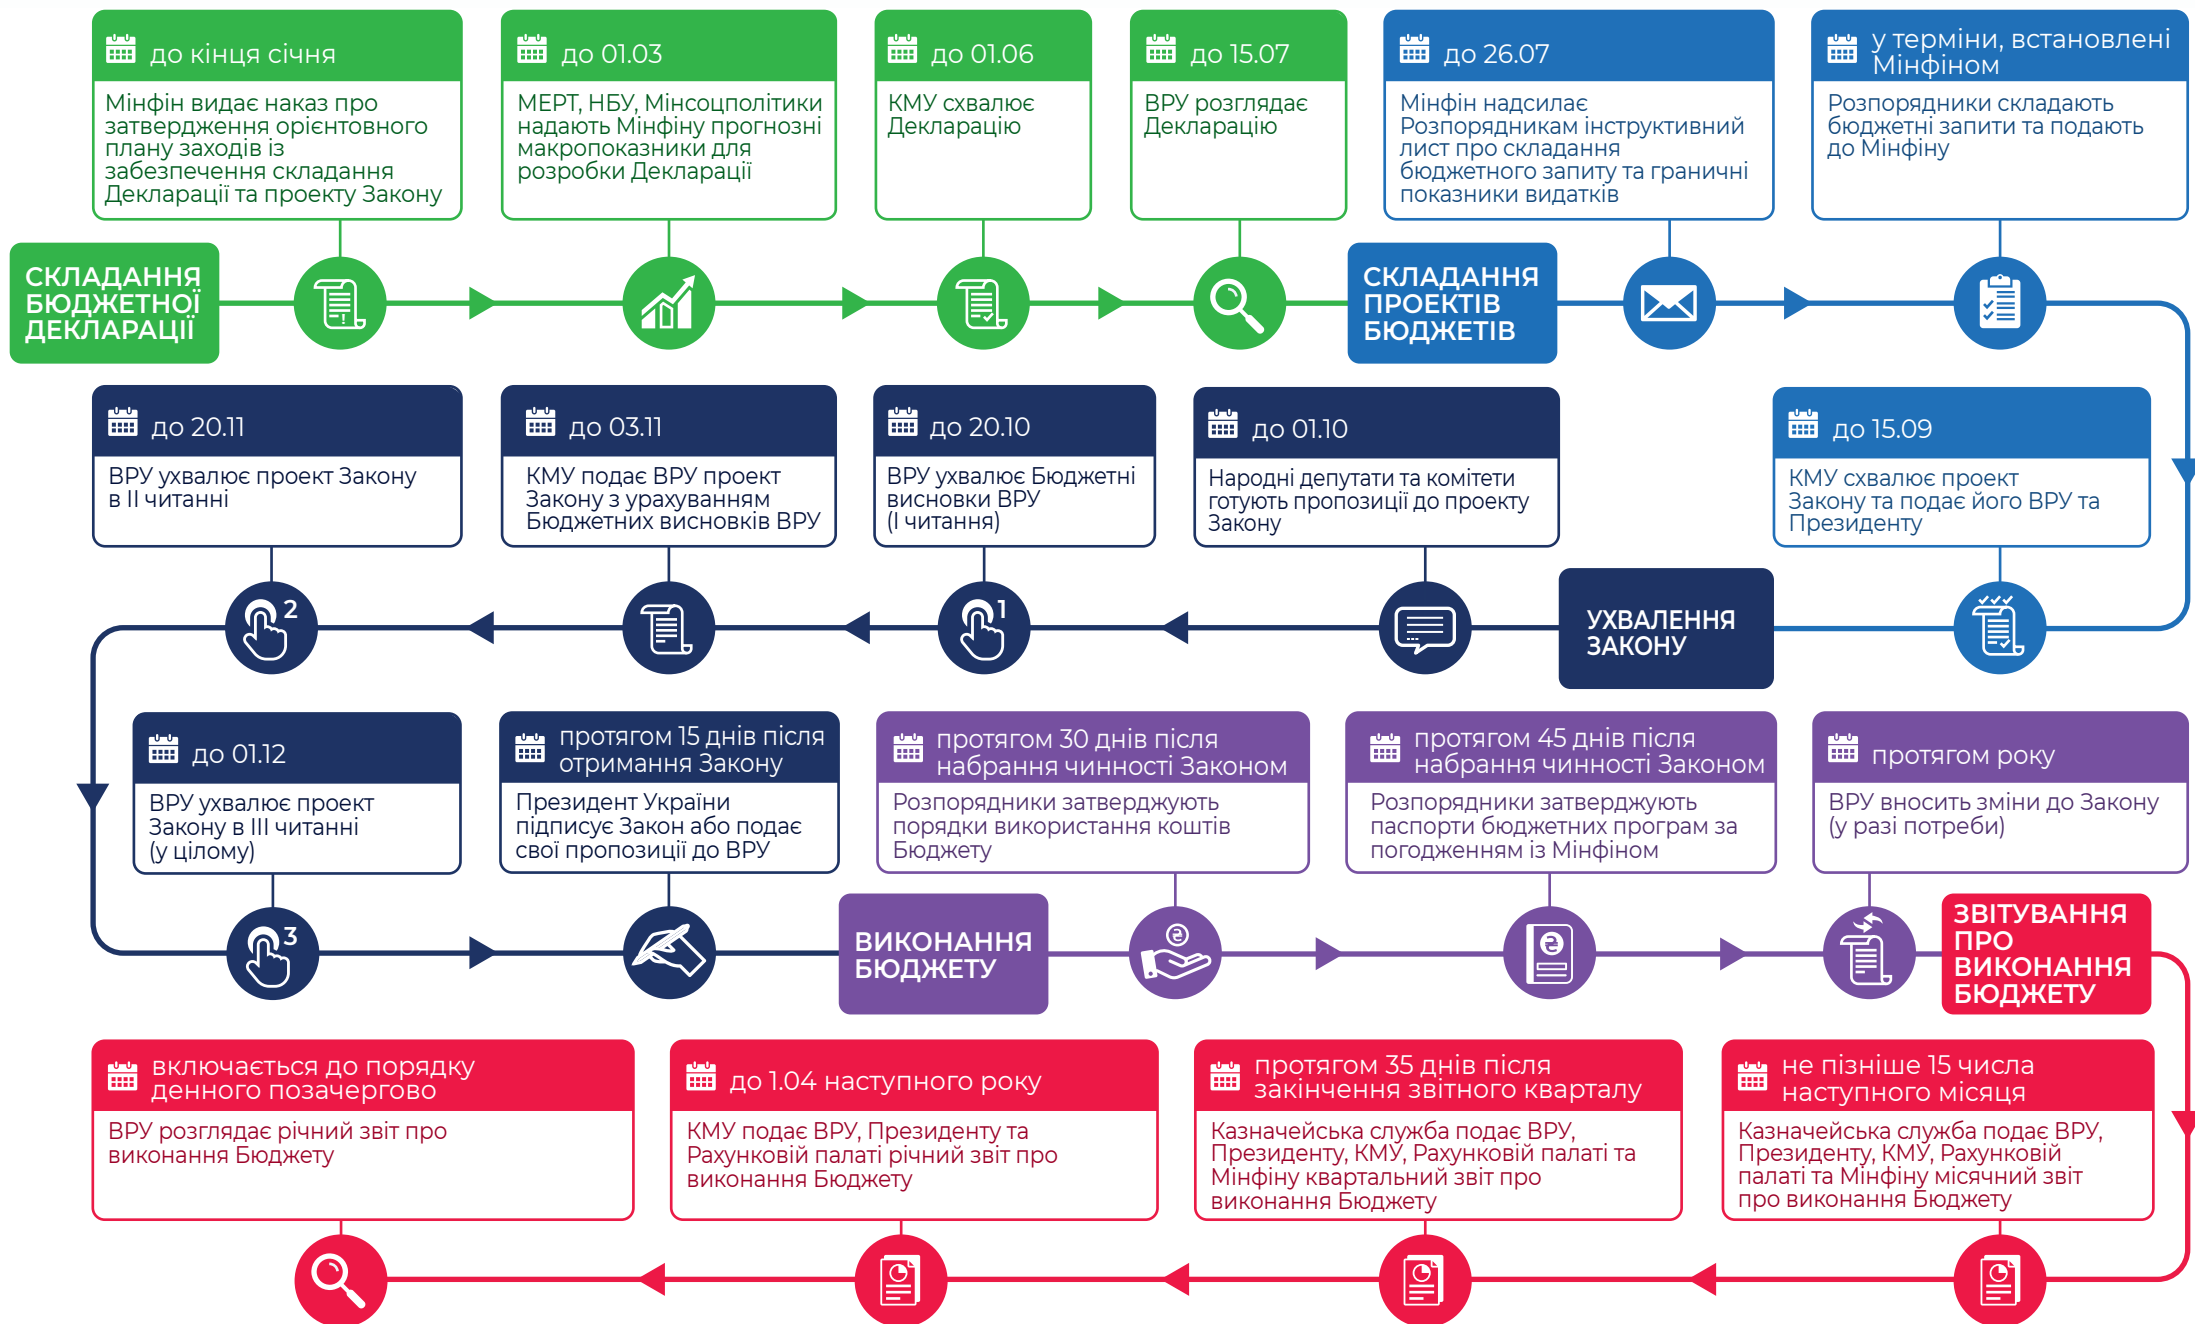 до кінця січня
Мінфін видає наказ про
затвердження орієнтовного
плану заходів із
забезпечення складання
Декларації та проекту Закону
до 01.03
МЕРТ, НБУ, Мінсоцполітики
надають Мінфіну прогнозні
макропоказники для
розробки Декларації
до 01.06
КМУ схвалює
Декларацію
до 15.07
ВРУ розглядає
Декларацію
до 26.07
Мінфін надсилає
Розпорядникам інструктивний
лист про складання
бюджетного запиту та граничні
показники видатків
у терміни, встановлені
Мінфіном
Розпорядники складають
бюджетні запити та подають
до Мінфіну
СКЛАДАННЯ
БЮДЖЕТНОЇ
ДЕКЛАРАЦІЇ
СКЛАДАННЯ
ПРОЕКТІВ
БЮДЖЕТІВ
до 20.11
ВРУ ухвалює проект Закону
в II читанні
до 03.11
КМУ подає ВРУ проект
Закону з урахуванням
Бюджетних висновків ВРУ
до 20.10
ВРУ ухвалює Бюджетні
висновки ВРУ
(I читання)
до 01.10
Народні депутати та комітети
готують пропозиції до проекту
Закону
до 15.09
КМУ схвалює проект
Закону та подає його ВРУ та
Президенту
2
1
УХВАЛЕННЯ
ЗАКОНУ
до 01.12
ВРУ ухвалює проект
Закону в III читанні
(у цілому)
протягом 15 днів після
отримання Закону
Президент України
підписує Закон або подає
свої пропозиції до ВРУ
протягом 30 днів після
набрання чинності Законом
Розпорядники затверджують
порядки використання коштів
Бюджету
протягом 45 днів після
набрання чинності Законом
Розпорядники затверджують
паспорти бюджетних програм за
погодженням із Мінфіном
протягом року
ВРУ вносить зміни до Закону
(у разі потреби)
3
ВИКОНАННЯ
БЮДЖЕТУ
ЗВІТУВАННЯ
ПРО
ВИКОНАННЯ
БЮДЖЕТУ
включається до порядку
денного позачергово
ВРУ розглядає річний звіт про
виконання Бюджету
до 1.04 наступного року
КМУ подає ВРУ, Президенту та
Рахунковій палаті річний звіт про
виконання Бюджету
протягом 35 днів після
закінчення звітного кварталу
Казначейська служба подає ВРУ,
Президенту, КМУ, Рахунковій палаті та
Мінфіну квартальний звіт про
виконання Бюджету
не пізніше 15 числа
наступного місяця
Казначейська служба подає ВРУ,
Президенту, КМУ, Рахунковій
палаті та Мінфіну місячний звіт
про виконання Бюджету